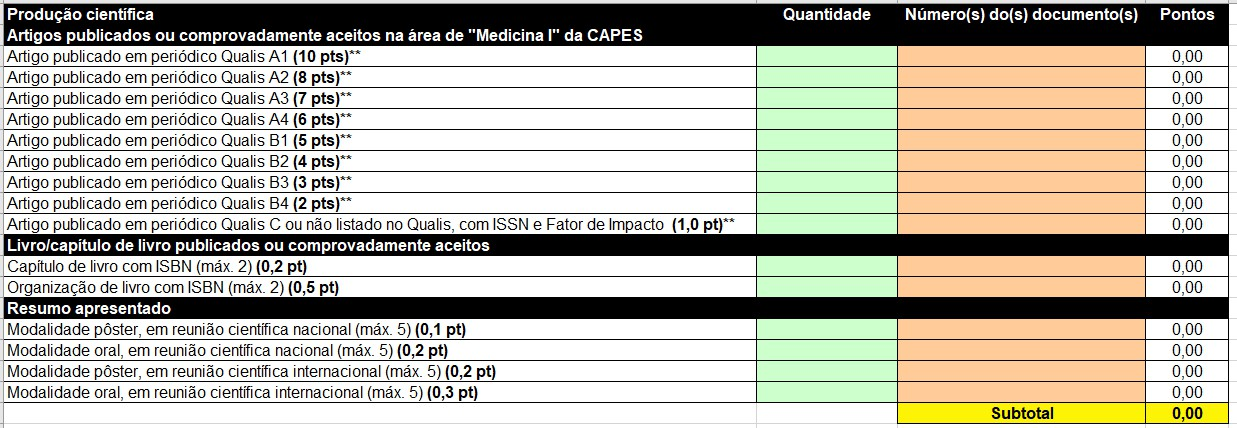 Produção científica Quantidade Número(s) do(s) documento(s) Pontos
Artigos publicados ou comprovadamente aceitos na área de "Medicina I" da CAPES
Artigo publicado em periódico Qualis A1 (10 pts)** 0,00
Artigo publicado em periódico Qualis A2 (8 pts)** 0,00
Artigo publicado em periódico Qualis A3 (7 pts)** 0,00
Artigo publicado em periódico Qualis A4 (6 pts)** 0,00
Artigo publicado em periódico Qualis B1 (5 pts)** 0,00
Artigo publicado em periódico Qualis B2 (4 pts)** 0,00
Artigo publicado em periódico Qualis B3 (3 pts)** 0,00
Artigo publicado em periódico Qualis B4 (2 pts)** 0,00
Artigo publicado em periódico Qualis C ou não listado no Qualis, com ISSN e Fator de Impacto (1,0 pt)** 0,00
Livro/capítulo de livro publicados ou comprovadamente aceitos
Capítulo de livro com ISBN (máx. 2) (0,2 pt) 0,00
Organização de livro com ISBN (máx. 2) (0,5 pt) 0,00
Resumo apresentado
Modalidade pôster, em reunião científica nacional (máx. 5) (0,1 pt) 0,00
Modalidade oral, em reunião científica nacional (máx. 5) (0,2 pt) 0,00
Modalidade pôster, em reunião científica internacional (máx. 5) (0,2 pt) 0,00
Modalidade oral, em reunião científica internacional (máx. 5) (0,3 pt) 0,00
Subtotal 0,00